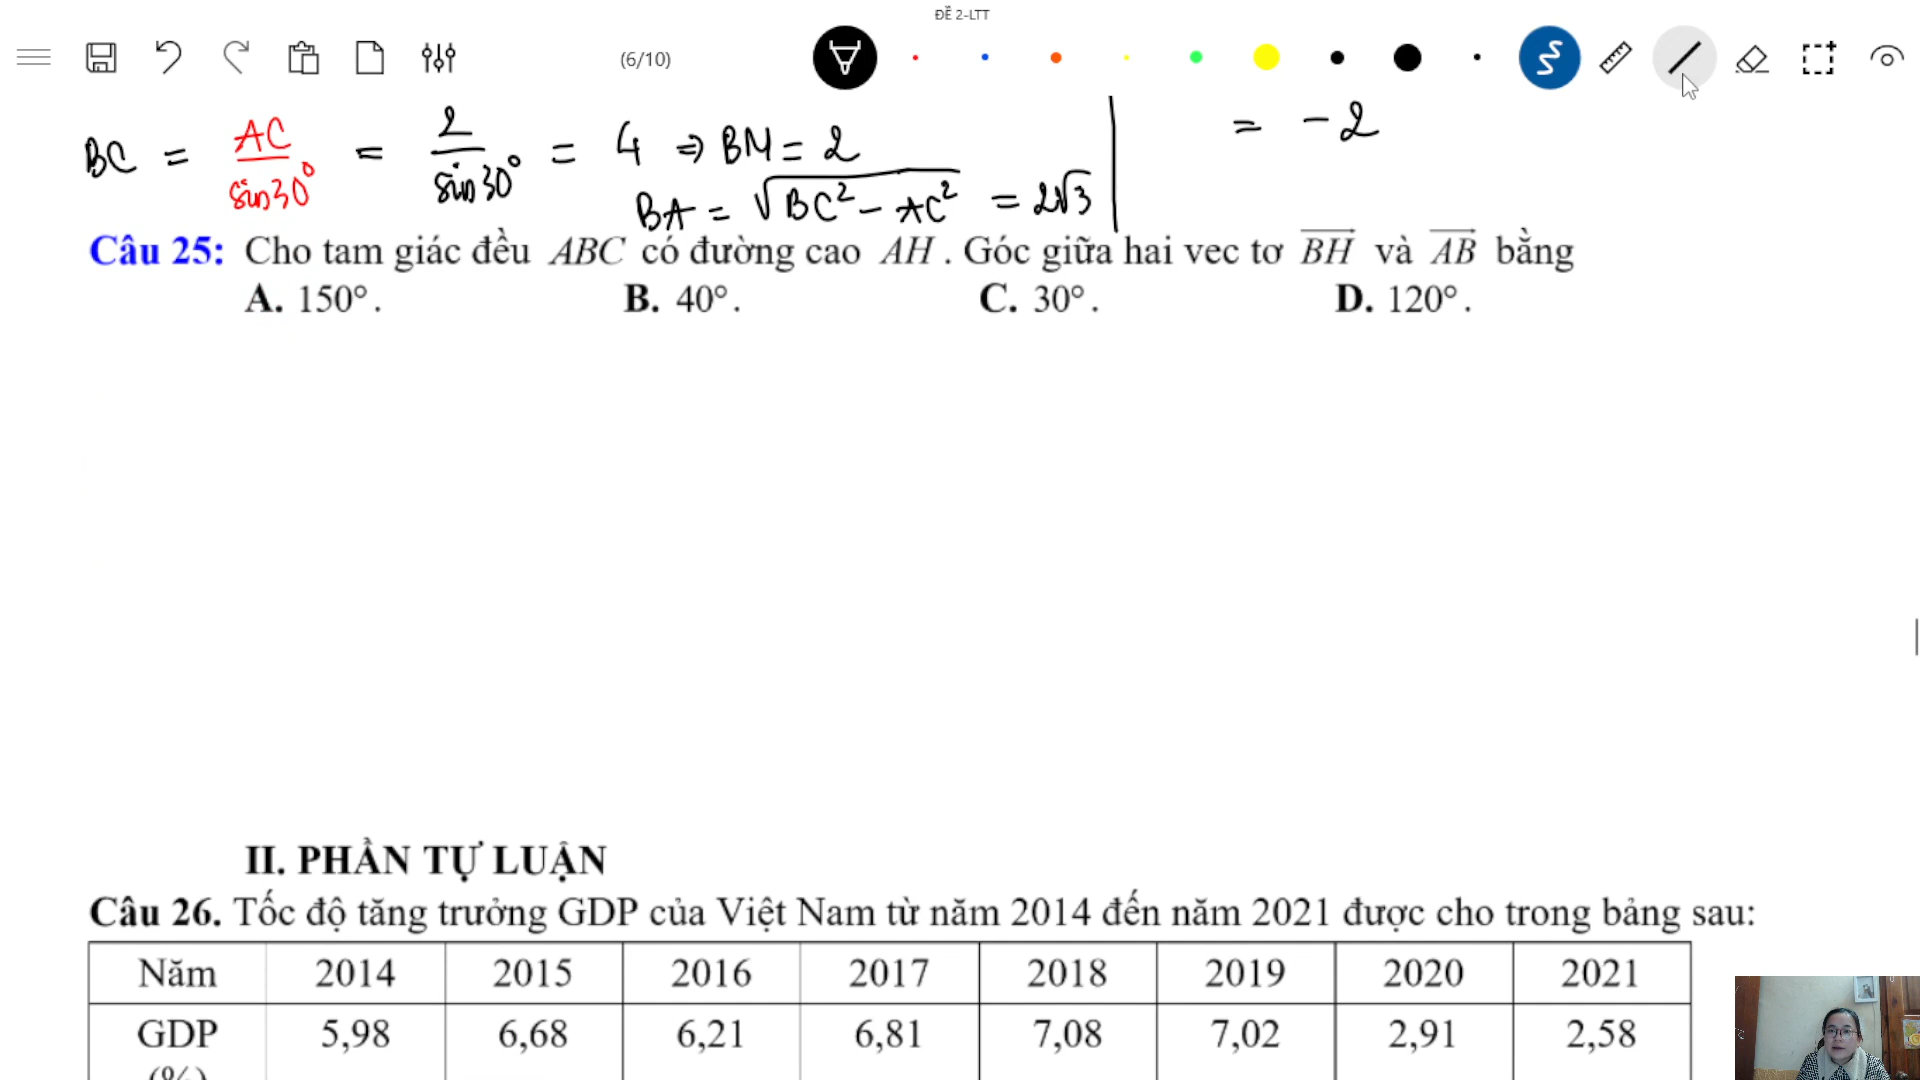 ĐỀ 2-LTT
(6/10)
BC = AC/sin30° = 2/sin30° = 4 ⇒ BM = 2
= -2
BA = √(BC² - AC²) = 2√3
Câu 25: Cho tam giác đều ABC có đường cao AH. Góc giữa hai vec tơ BH và AB bằng
A. 150°. B. 40°. C. 30°. D. 120°.
II. PHẦN TỰ LUẬN
Câu 26. Tốc độ tăng trưởng GDP của Việt Nam từ năm 2014 đến năm 2021 được cho trong bảng sau:
Năm 2014 2015 2016 2017 2018 2019 2020 2021
GDP 5,98 6,68 6,21 6,81 7,08 7,02 2,91 2,58
(%)